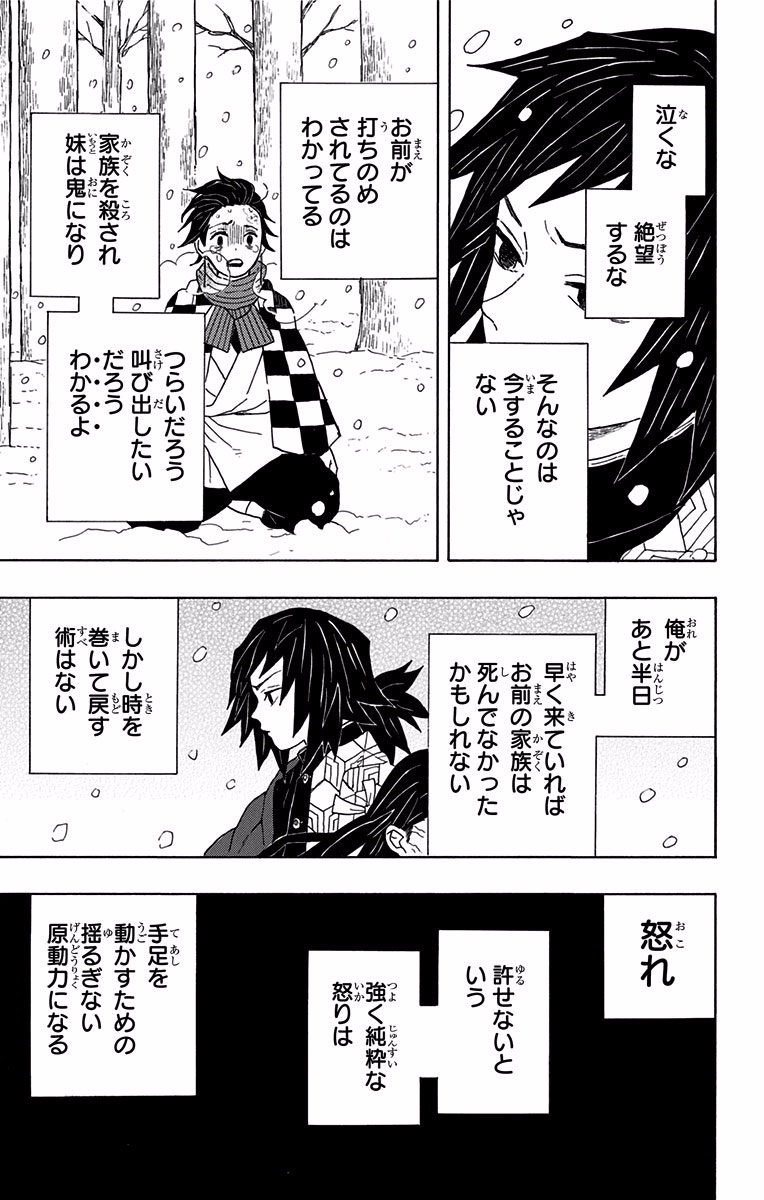 泣くな
絶望
するな
そんなのは
今することじゃ
ない
お前が
打ちのめ
されてるのは
わかってる
家族を殺され
妹は鬼になり
つらいだろう
叫び出したい
だろう
わかるよ
俺が
あと半日
早く来ていれば
お前の家族は
死んでなかった
かもしれない
しかし時を
巻いて戻す
術はない
怒れ
許せないと
いう
強く純粋な
怒りは
手足を
動かすための
揺るぎない
原動力になる